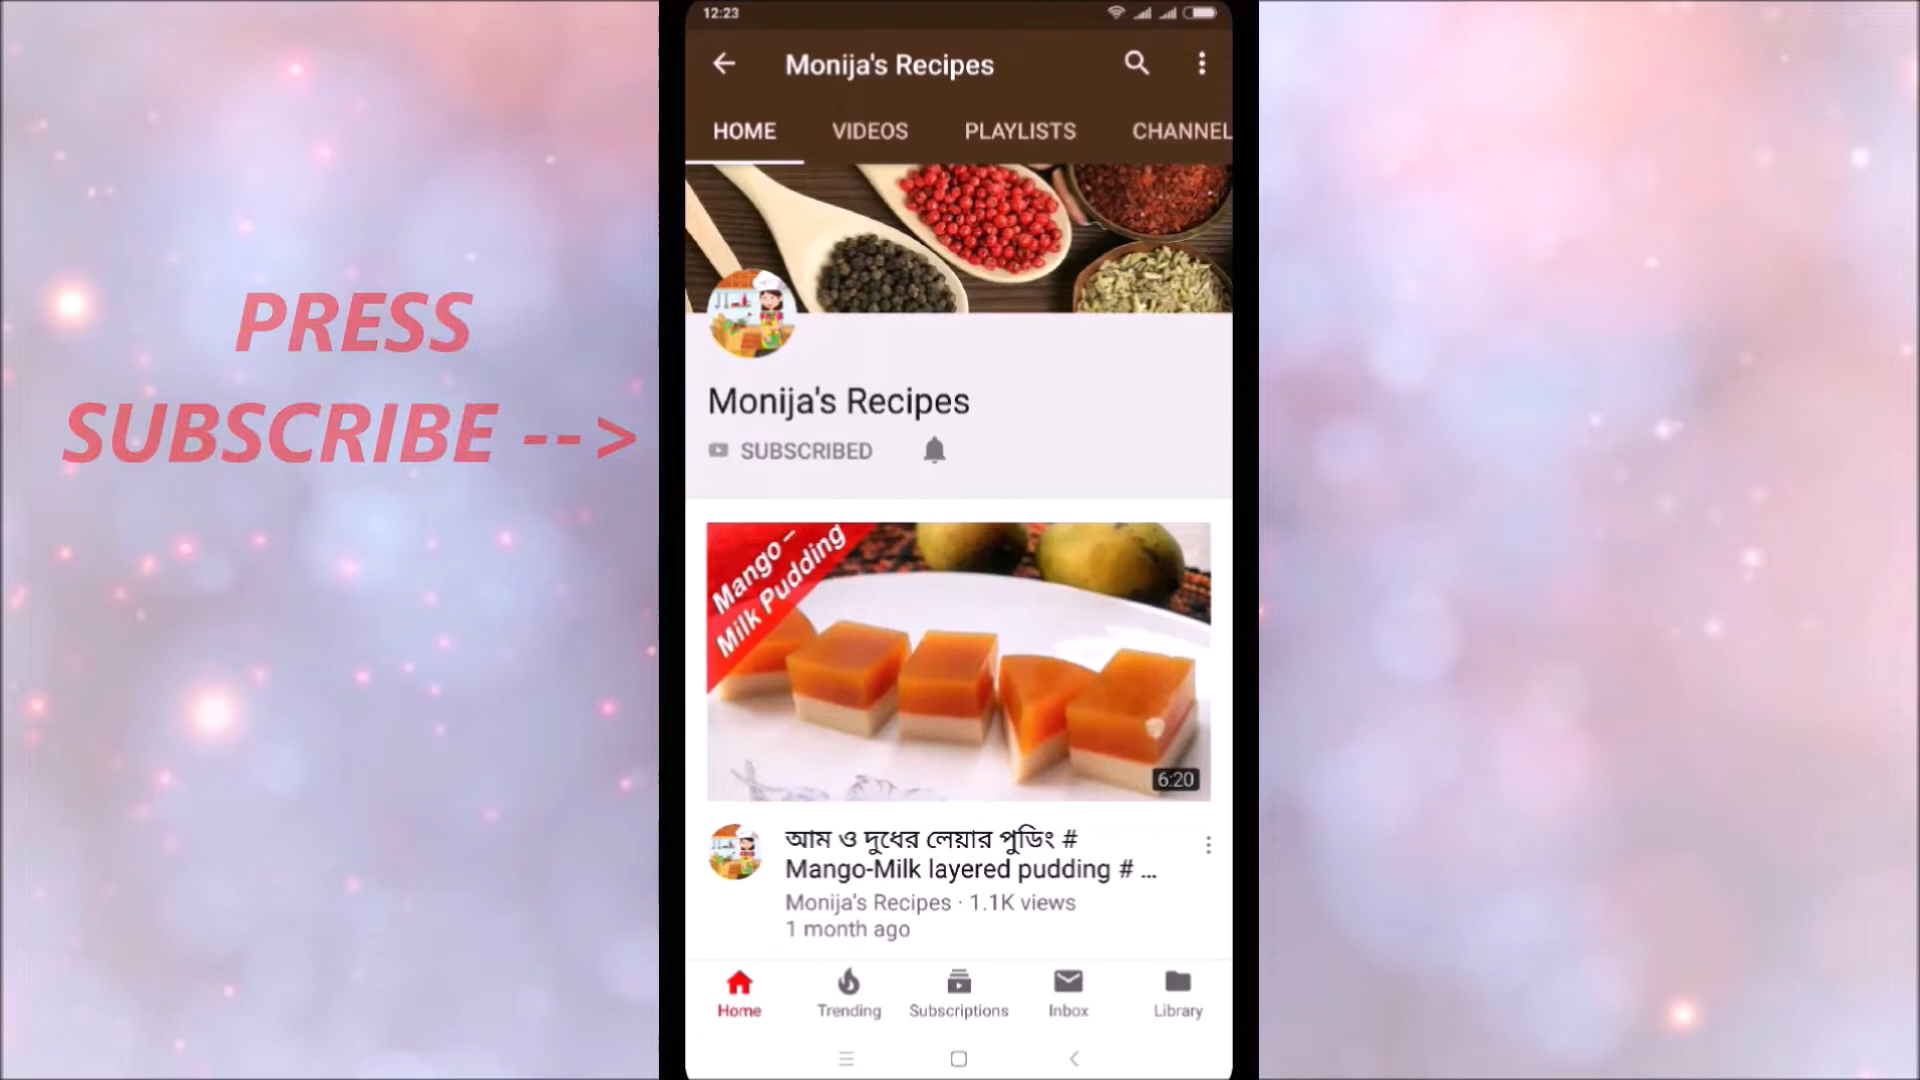 PRESS
SUBSCRIBE -->
12:23
Monija's Recipes
HOME VIDEOS PLAYLISTS CHANNEL
Monija's Recipes
SUBSCRIBED
Mango –
Milk Pudding
6:20
আম ও দুধের লেয়ার পুডিং #
Mango-Milk layered pudding # ...
Monija's Recipes · 1.1K views
1 month ago
Home Trending Subscriptions Inbox Library